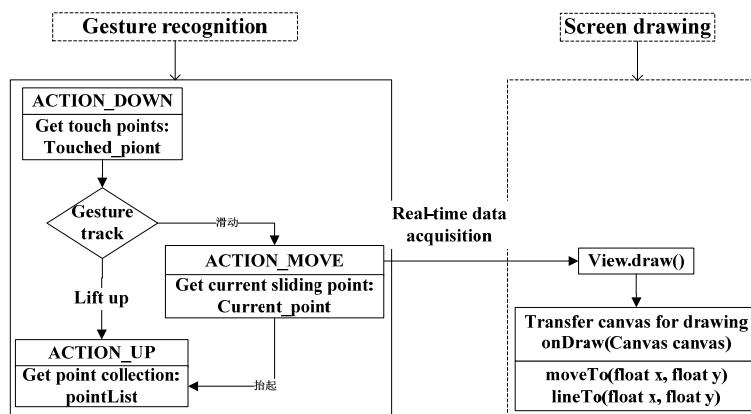 Gesture recognition
Screen drawing
ACTION_DOWN
Get touch points:
Touched_piont
Gesture
track
滑动
Real-time data
acquisition
ACTION_MOVE
Get current sliding point:
Current_point
View.draw()
Lift up
Transfer canvas for drawing
onDraw(Canvas canvas)
moveTo(float x, float y)
lineTo(float x, float y)
ACTION_UP
Get point collection:
pointList
抬起